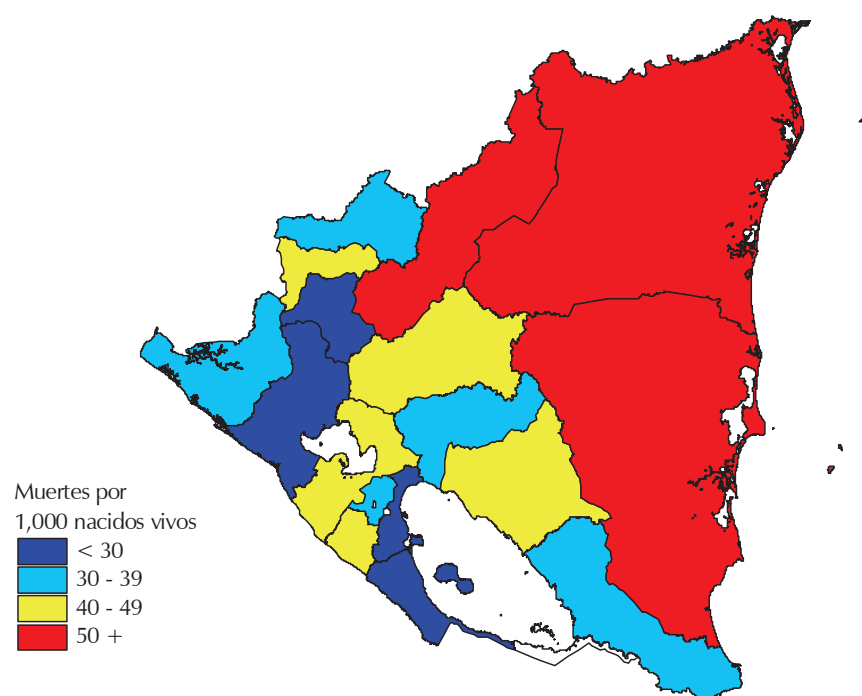 Muertes por
1,000 nacidos vivos
< 30
30 - 39
40 - 49
50 +